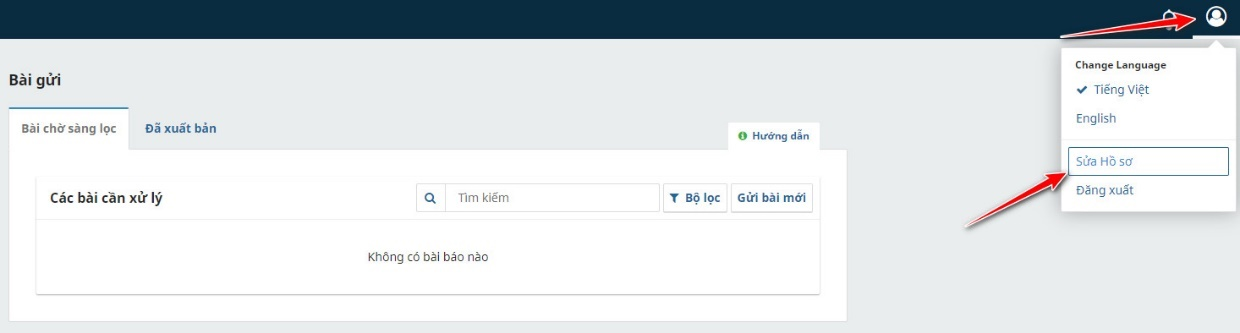 Change Language
Tiếng Việt
English
Sửa Hồ sơ
Đăng xuất
Bài gửi
Bài chờ sàng lọc
Đã xuất bản
Hướng dẫn
Các bài cần xử lý
Tìm kiếm
Bộ lọc
Gửi bài mới
Không có bài báo nào